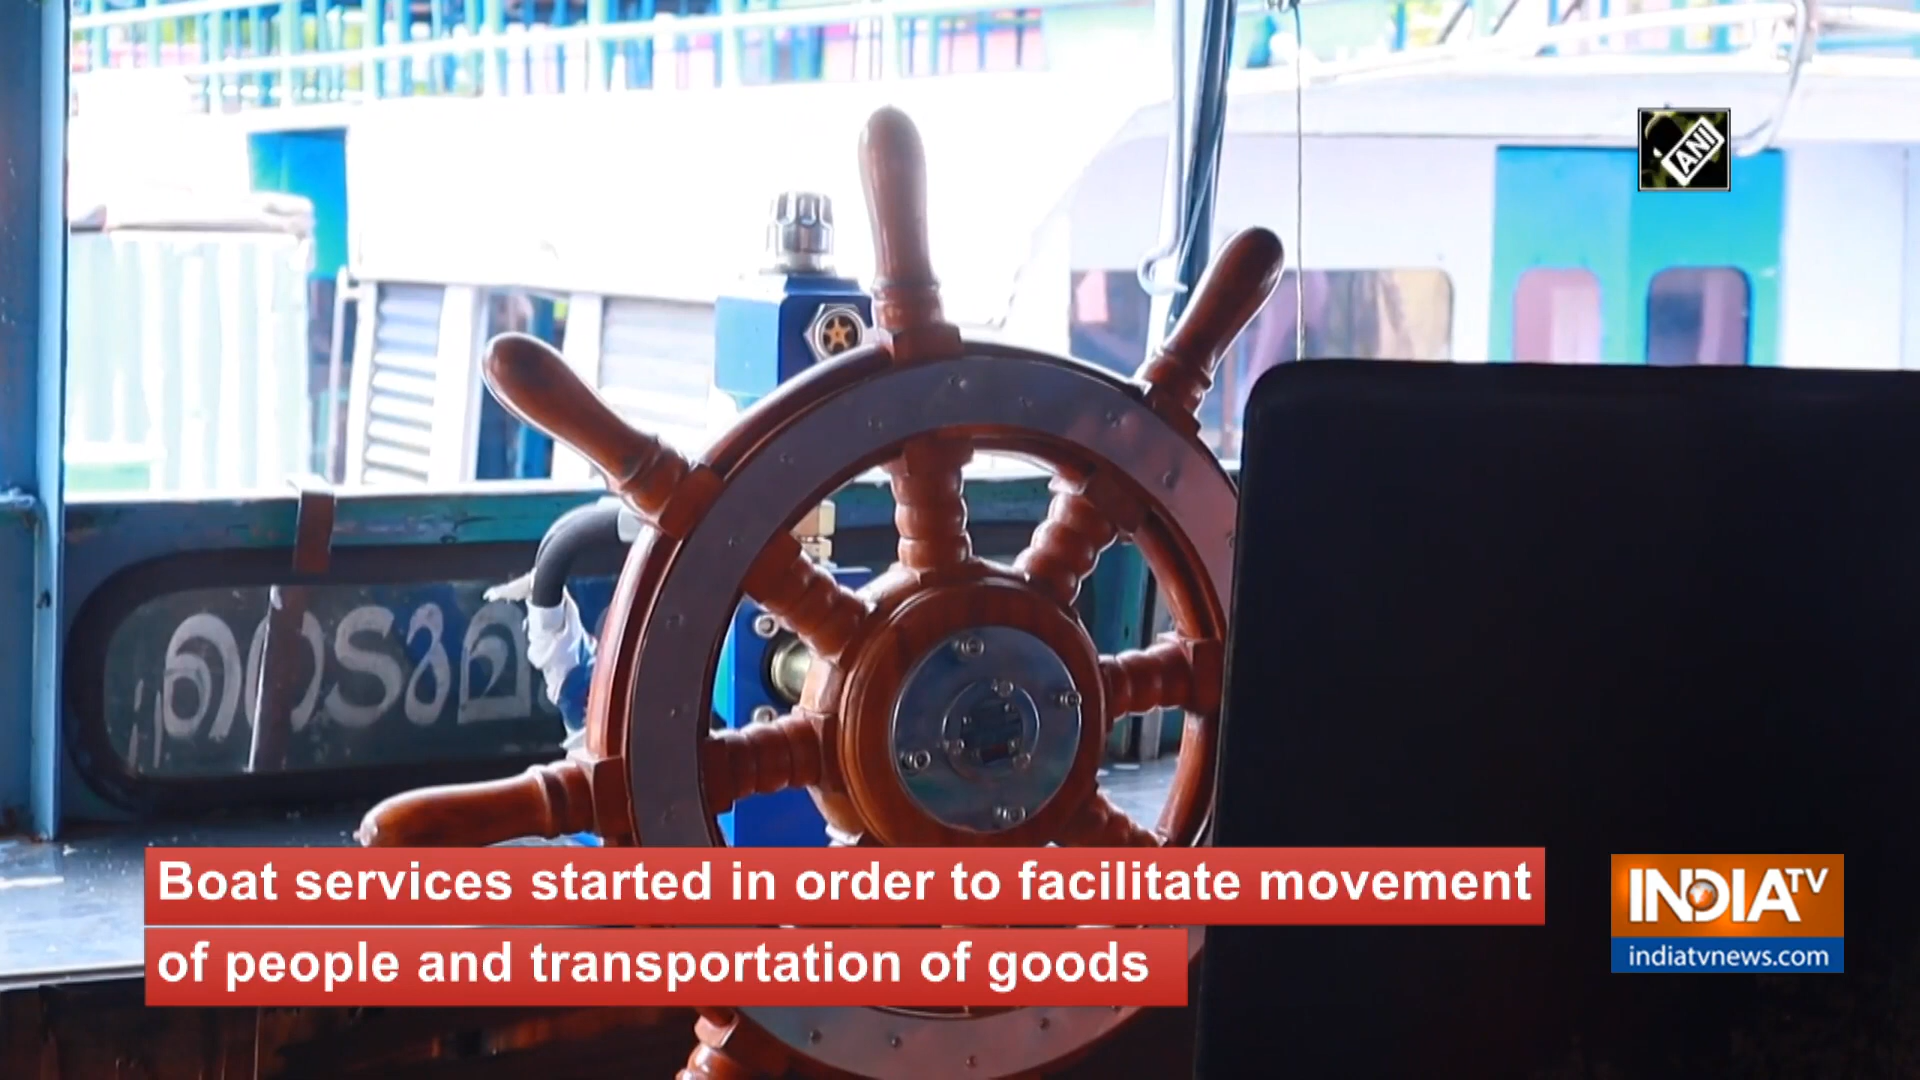 ANI
നെടുമ
Boat services started in order to facilitate movement
of people and transportation of goods
INDIA TV
indiatvnews.com